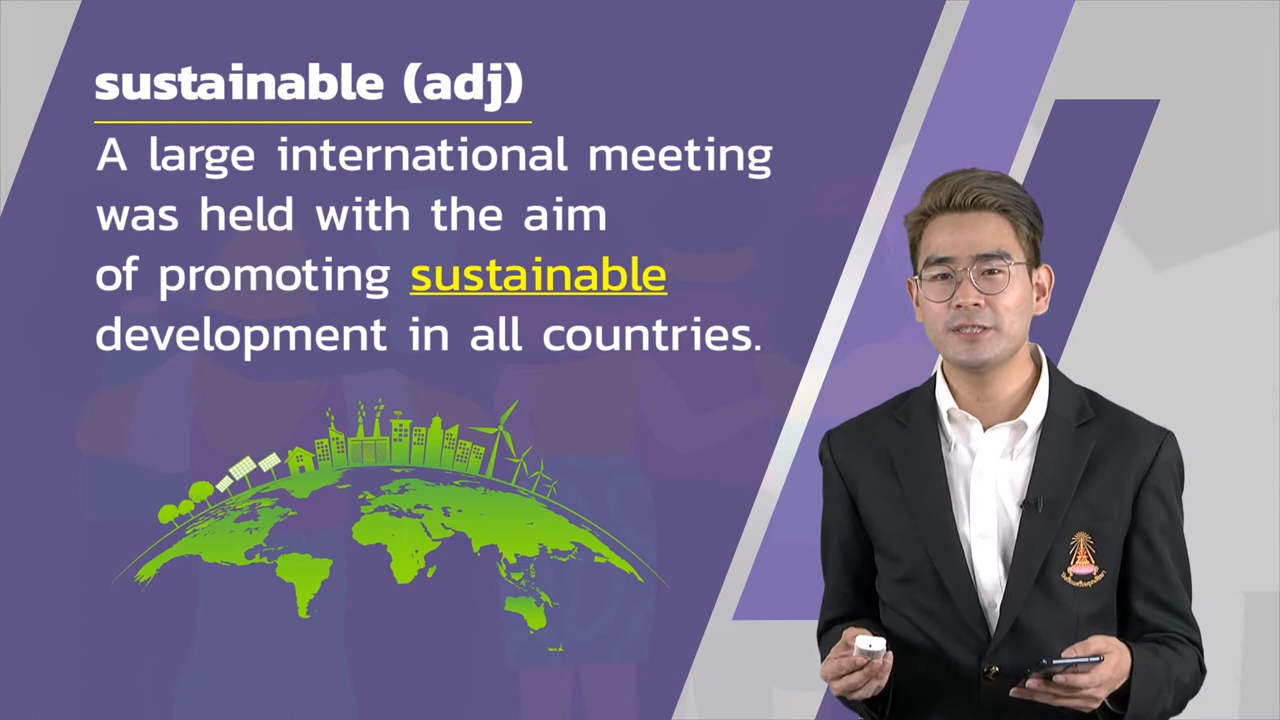 sustainable (adj)
A large international meeting
was held with the aim
of promoting sustainable
development in all countries.